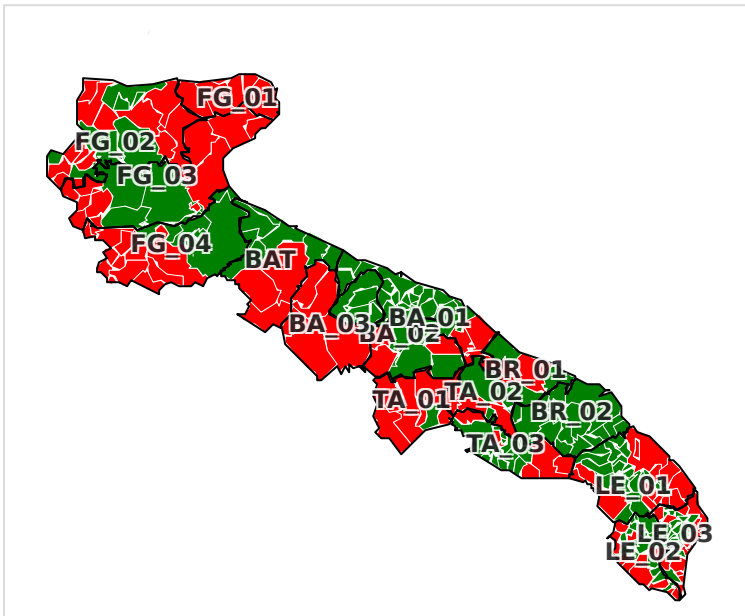 FG_01
FG_02
FG_03
FG_04
BAT
BA_01
BA_03
BA_02
BR_01
TA_02
TA_01
BR_02
TA_03
LE_01
LE_03
LE_02